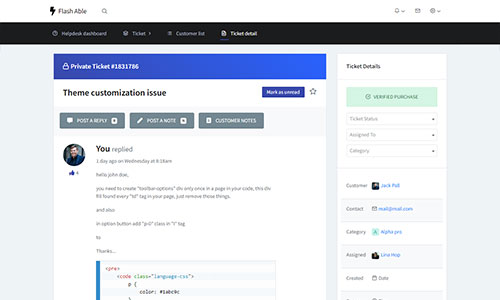 Flash Able
Helpdesk dashboard
Ticket
Customer list
Ticket detail
Private Ticket #1831786
Theme customization issue
Mark as unread
POST A REPLY
POST A NOTE
CUSTOMER NOTES
You replied
1 day ago on Wednesday at 8:18am
hello john doe,
you need to create "toolbar-options" div only once in a page in your code, this div
fill found every "td" tag in your page, just remove those things.
and also
in option button add "p-0" class in "I" tag
to
Thanks...
<pre>
<code class="language-css">
p {
color: #1abc9c
}
Ticket Details
VERIFIED PURCHASE
Ticket Status
Assigned To
Category
Customer
Jack Pall
Contact
mail@mail.com
Category
Alpha pro
Assigned
Lina Hop
Created
Date